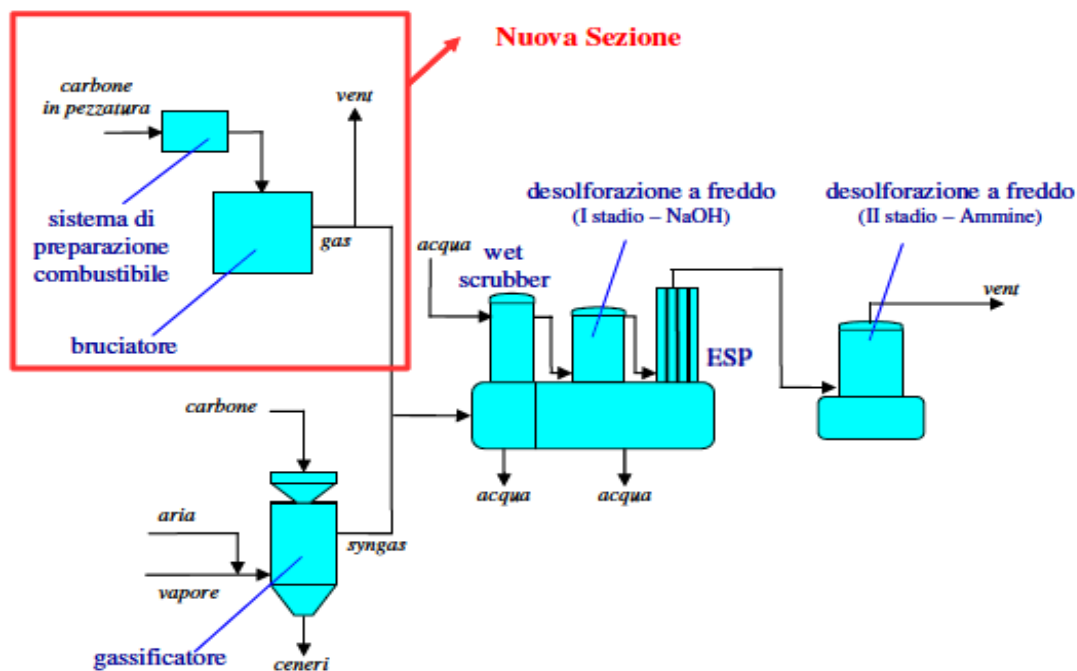 Nuova Sezione
carbone
in pezzatura
vent
sistema di
preparazione
combustibile
gas
bruciatore
desolforazione a freddo
(I stadio – NaOH)
desolforazione a freddo
(II stadio – Ammine)
acqua
wet
scrubber
vent
ESP
carbone
acqua
acqua
aria
syngas
vapore
gassificatore
ceneri